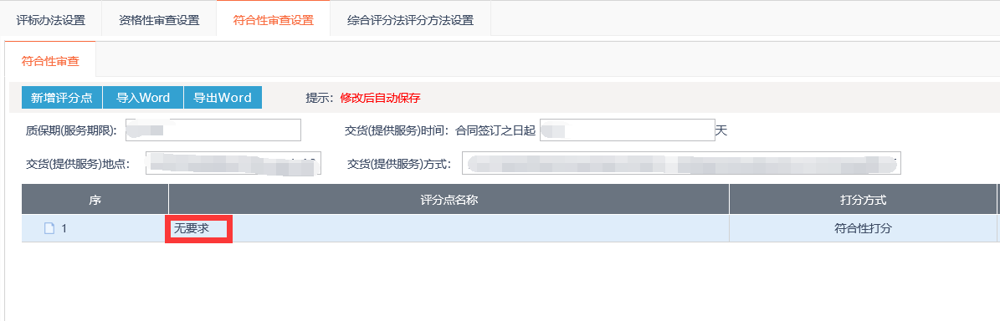 评标办法设置 资格性审查设置 符合性审查设置 综合评分法评分方法设置
符合性审查
新增评分点 导入Word 导出Word 提示：修改后自动保存
质保期(服务期限)： 交货(提供服务)时间：合同签订之日起 天
交货(提供服务)地点： 交货(提供服务)方式：
序 评分点名称 打分方式
1 无要求 符合性打分